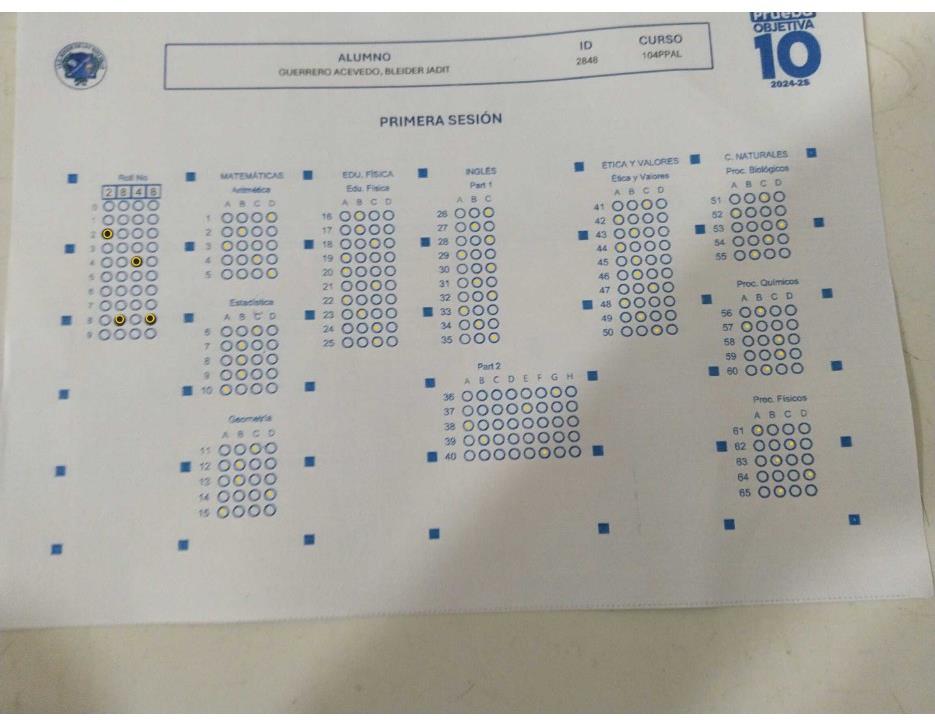 ALUMNO
GUERRERO ACEVEDO, BLEIDER JADIT
ID
2848
CURSO
104PPAL
Prueba
OBJETIVA
10
2024-25
PRIMERA SESIÓN
Roll No
2 8 4 8
0
1
2
3
4
5
6
7
8
9
MATEMÁTICAS
Aritmética
A B C D
1
2
3
4
5
Estadística
A B C D
6
7
8
9
10
Geometría
A B C D
11
12
13
14
15
EDU. FÍSICA
Edu. Física
A B C D
16
17
18
19
20
21
22
23
24
25
INGLÉS
Part 1
A B C
26
27
28
29
30
31
32
33
34
35
Part 2
A B C D E F G H
36
37
38
39
40
ÉTICA Y VALORES
Ética y Valores
A B C D
41
42
43
44
45
46
47
48
49
50
C. NATURALES
Proc. Biológicos
A B C D
51
52
53
54
55
Proc. Químicos
A B C D
56
57
58
59
60
Proc. Físicos
A B C D
61
62
63
64
65